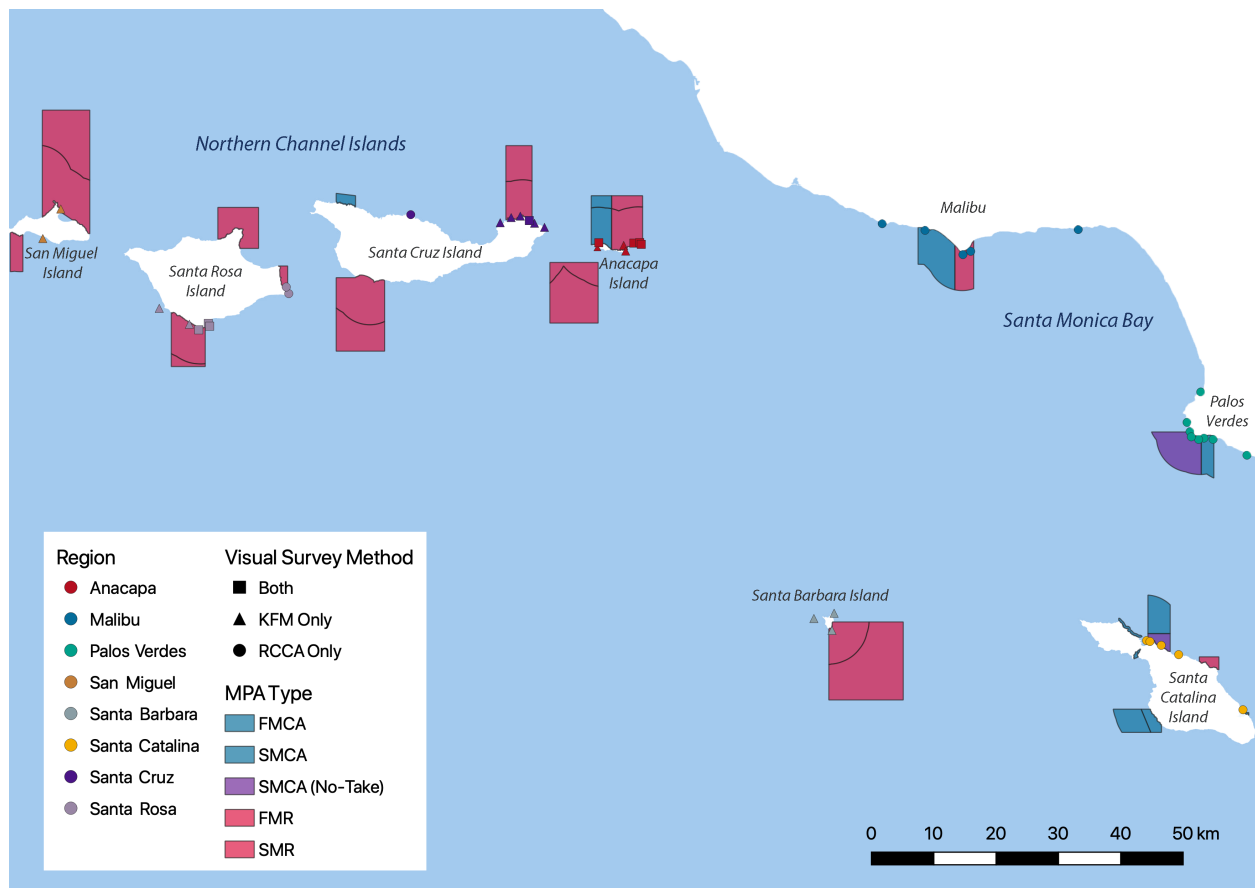 Northern Channel Islands
San Miguel
Island
Santa Rosa
Island
Santa Cruz Island
Anacapa
Island
Malibu
Santa Monica Bay
Palos
Verdes
Santa Barbara Island
Santa
Catalina
Island
Region
Anacapa
Malibu
Palos Verdes
San Miguel
Santa Barbara
Santa Catalina
Santa Cruz
Santa Rosa
Visual Survey Method
Both
KFM Only
RCCA Only
MPA Type
FMCA
SMCA
SMCA (No-Take)
FMR
SMR
0 10 20 30 40 50 km